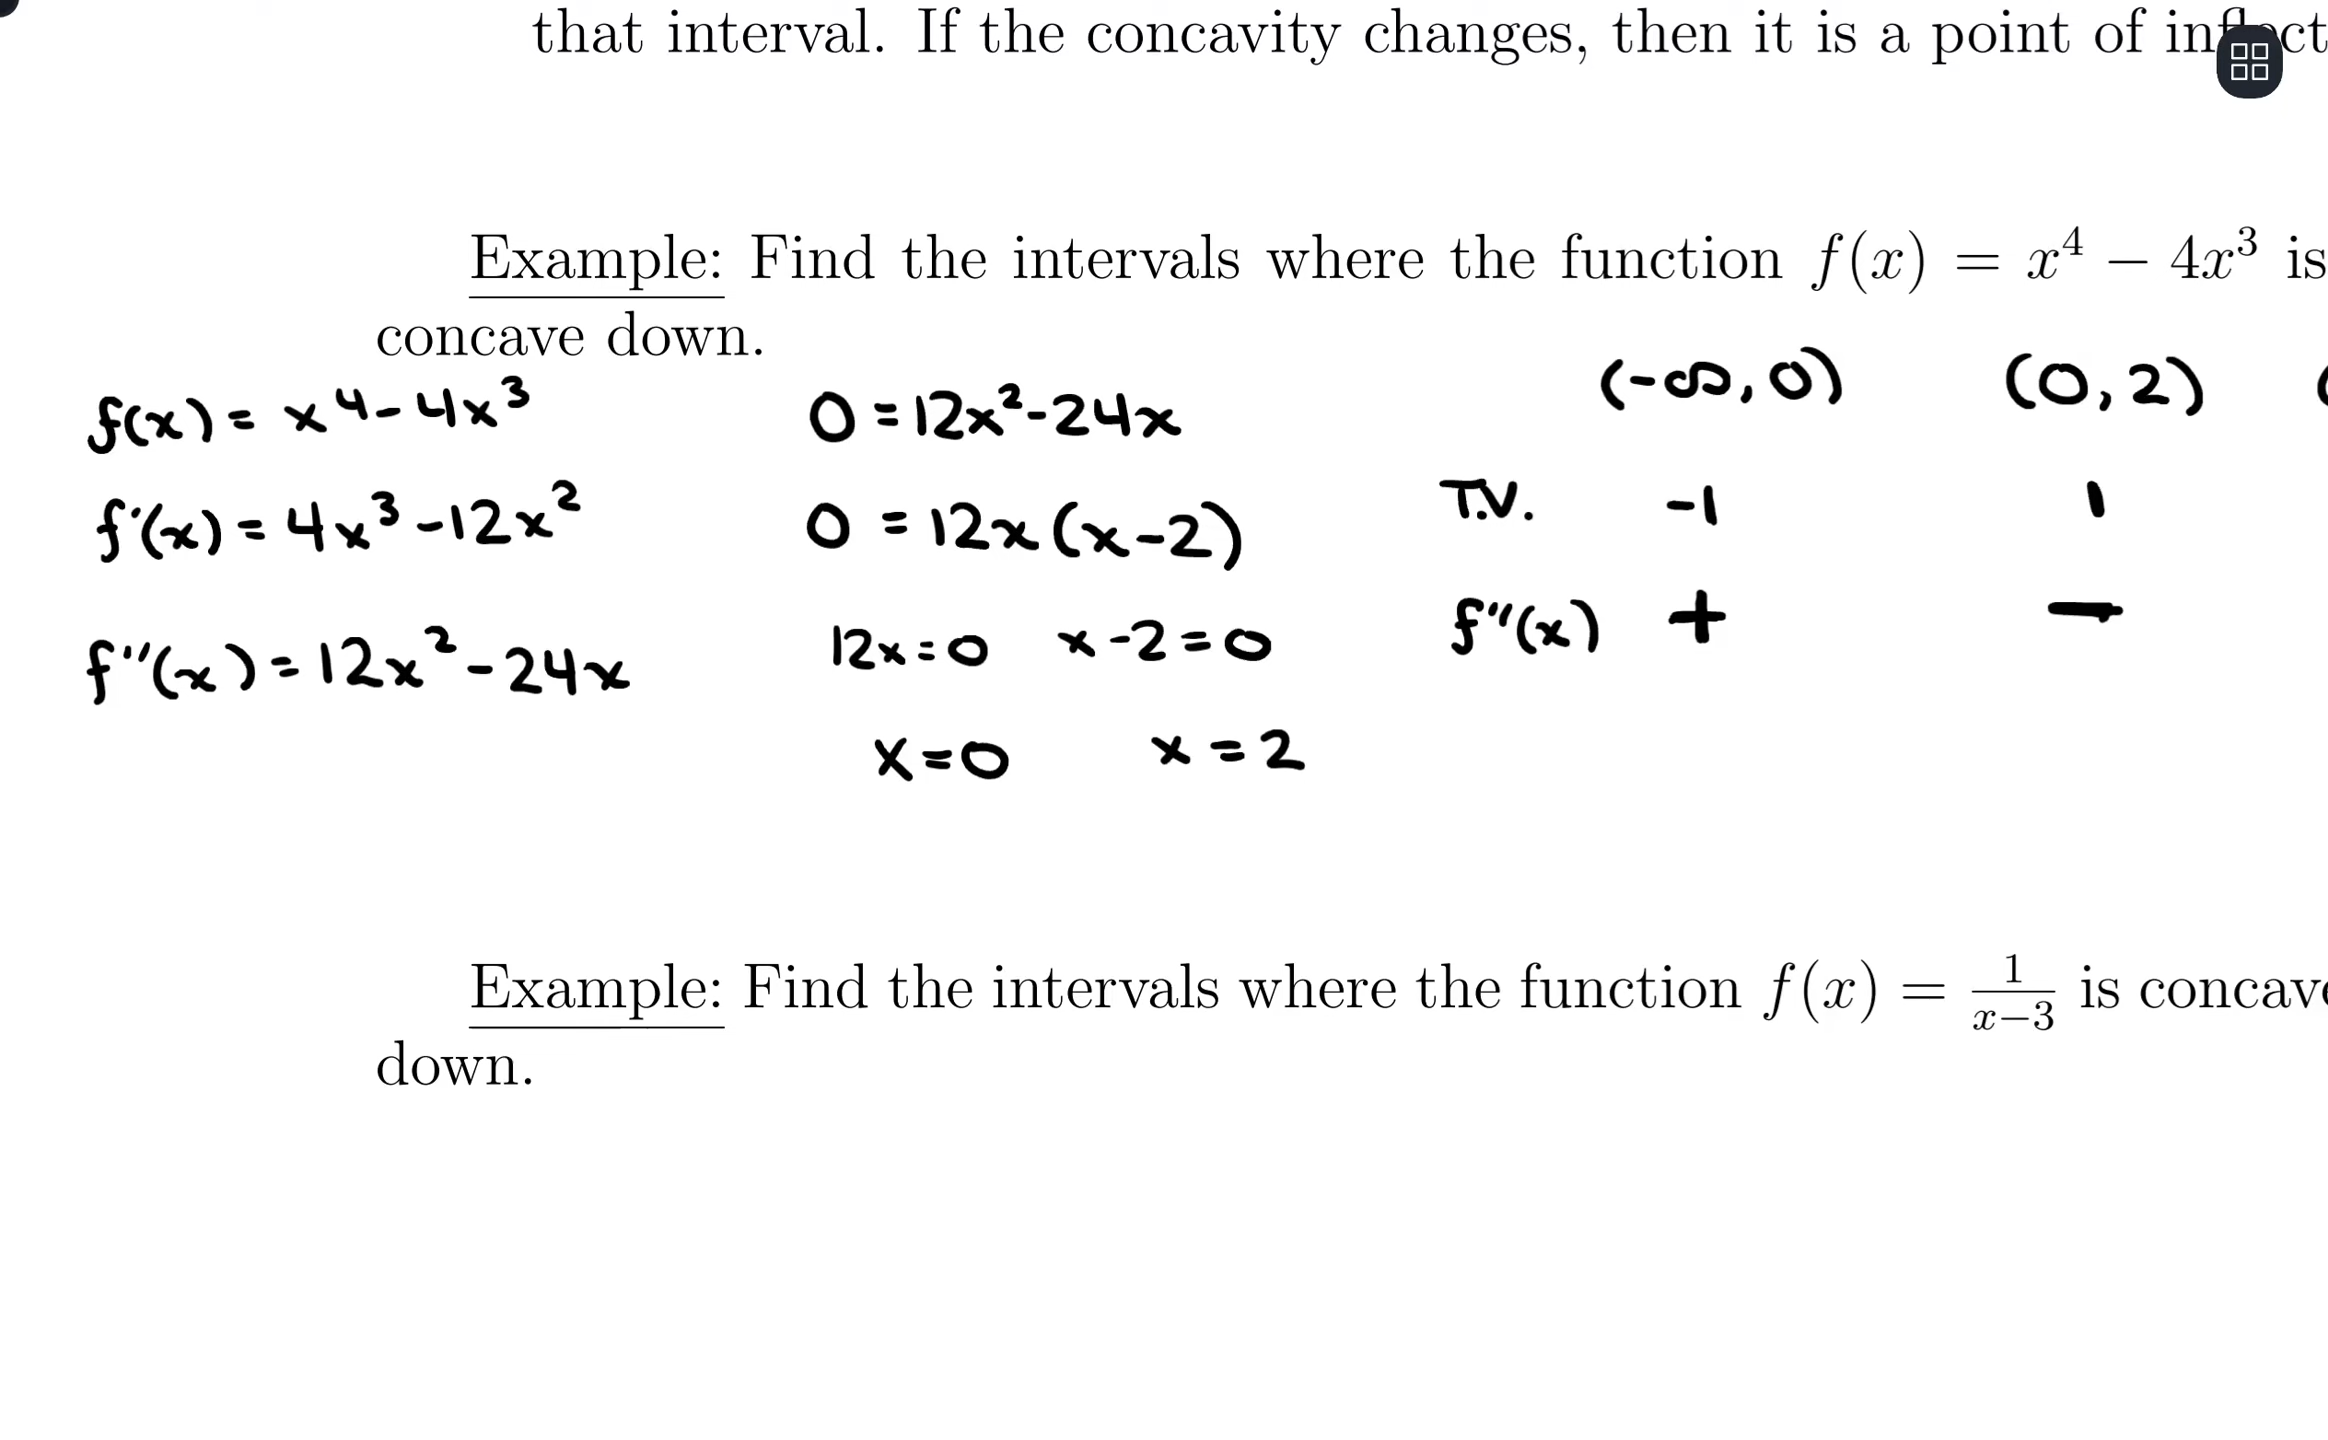 that interval. If the concavity changes, then it is a point of
Example: Find the intervals where the function f(x) = x⁴ − 4x³ is
concave down.
f(x) = x⁴ - 4x³
f'(x) = 4x³ - 12x²
f''(x) = 12x² - 24x
0 = 12x² - 24x
0 = 12x(x-2)
12x = 0 x - 2 = 0
x = 0 x = 2
(-∞, 0) (0, 2) (
T.V. -1 1
f''(x) + −
Example: Find the intervals where the function f(x) = 1/(x−3) is
down.